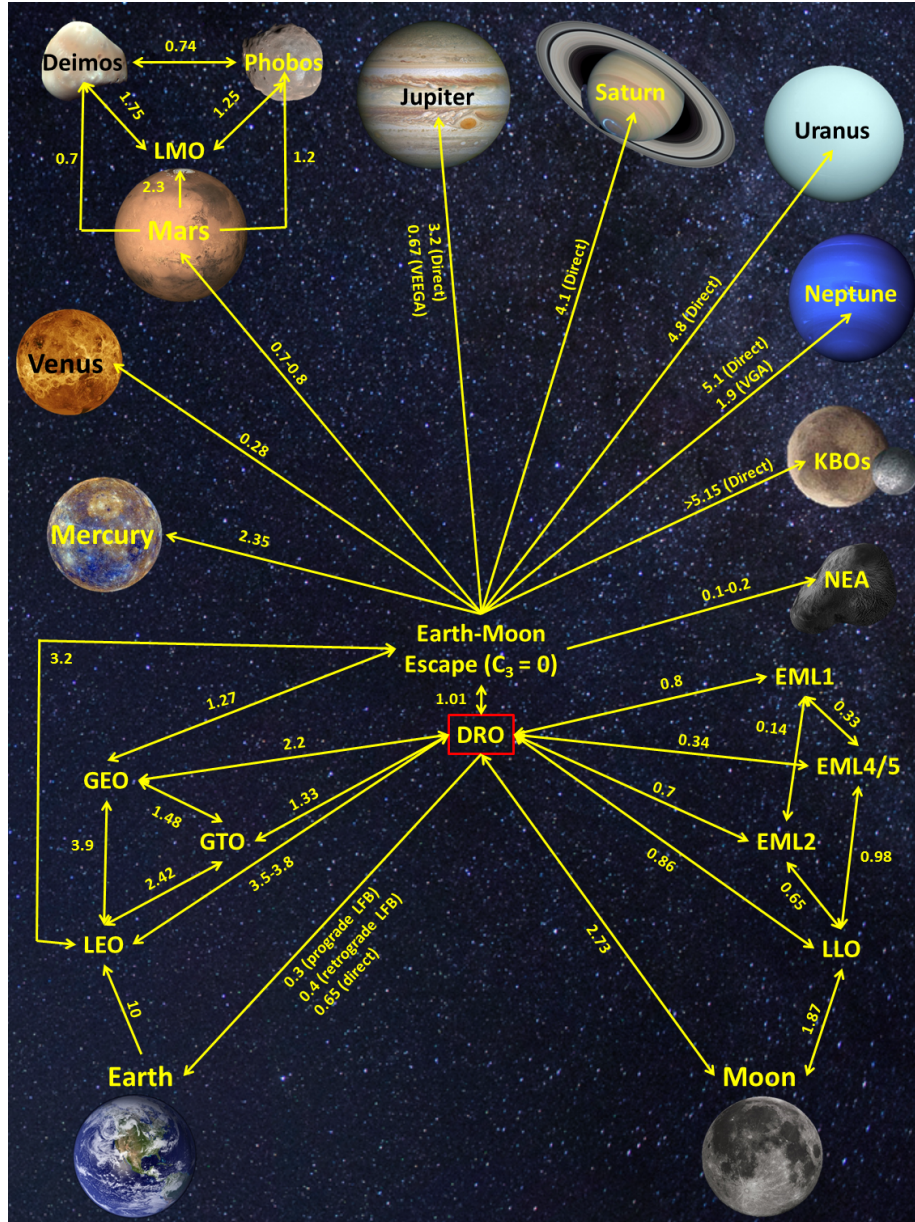 Deimos
0.74
Phobos
Jupiter
Saturn
Uranus
1.75
1.25
0.7
LMO
1.2
2.3
Mars
3.2 (Direct)
0.67 (VEEGA)
4.1 (Direct)
4.8 (Direct)
Neptune
5.1 (Direct)
1.9 (VGA)
Venus
0.7-0.8
0.28
KBOs
>5.15 (Direct)
Mercury
2.35
NEA
0.1-0.2
Earth-Moon
Escape (C3 = 0)
3.2
1.27
1.01
DRO
0.8
EML1
0.33
0.14
2.2
0.34
EML4/5
GEO
1.48
1.33
0.7
GTO
EML2
3.9
2.42
3.5-3.8
0.86
0.65
0.98
LEO
LLO
0.3 (prograde LFB)
0.4 (retrograde LFB)
0.65 (direct)
2.73
10
1.87
Earth
Moon